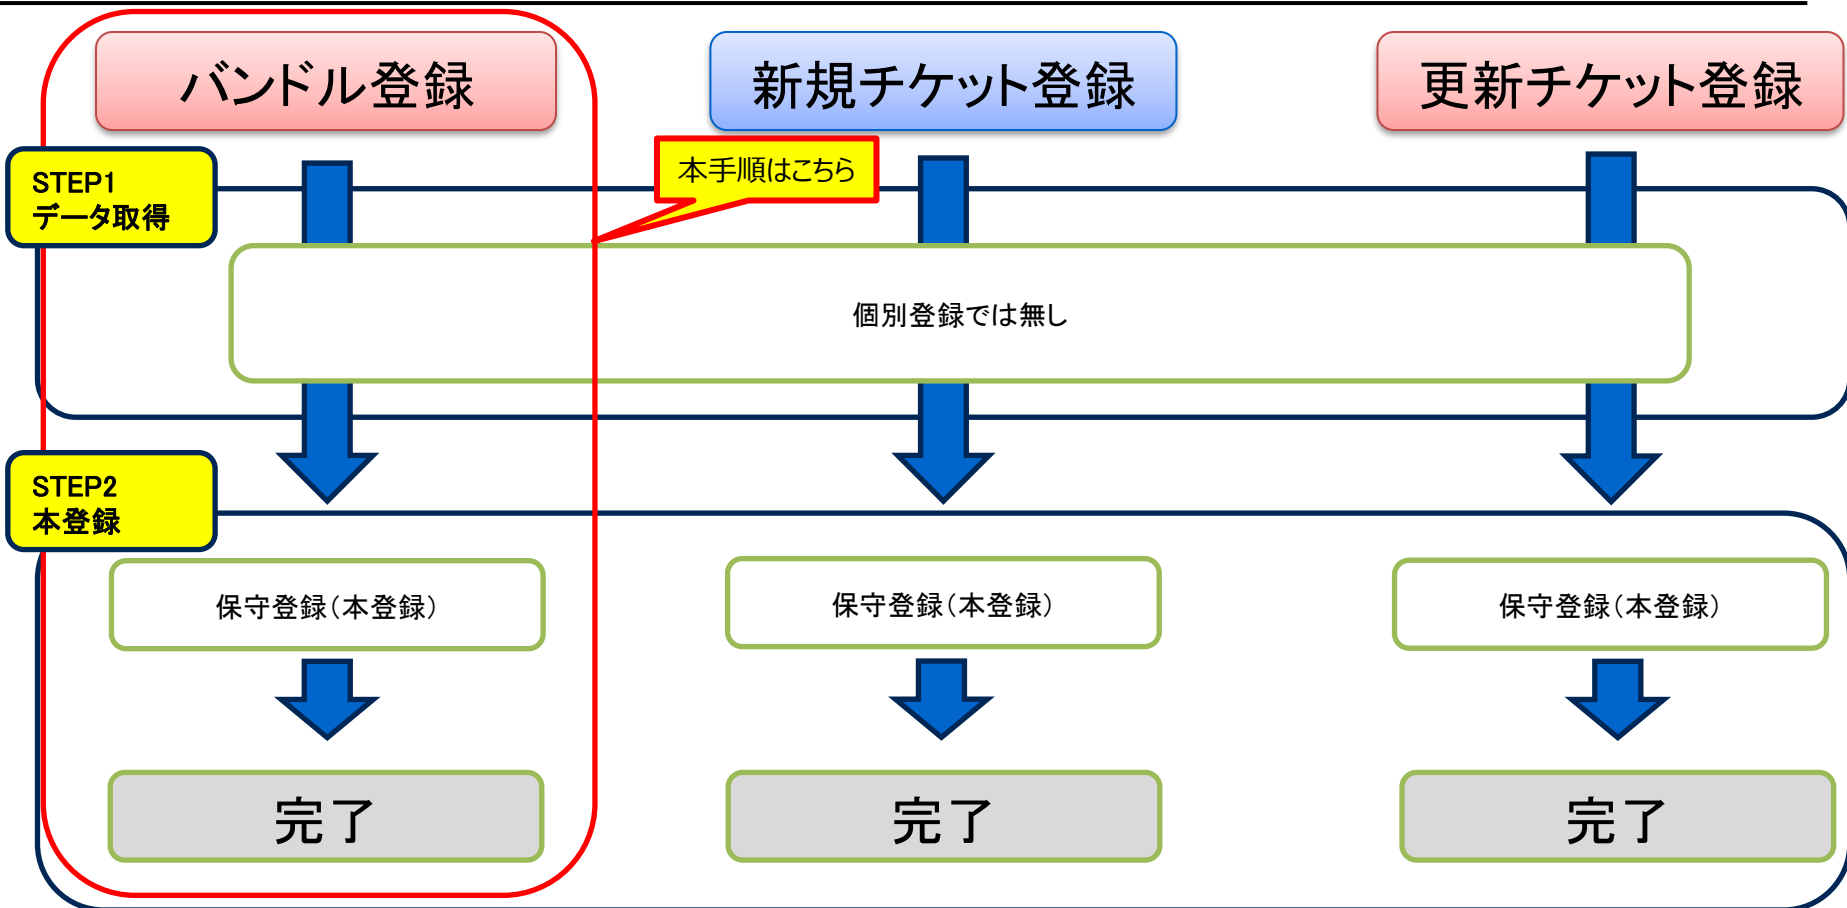 バンドル登録
新規チケット登録
更新チケット登録
本手順はこちら
STEP1
データ取得
個別登録では無し
STEP2
本登録
保守登録(本登録)
保守登録(本登録)
保守登録(本登録)
完了
完了
完了